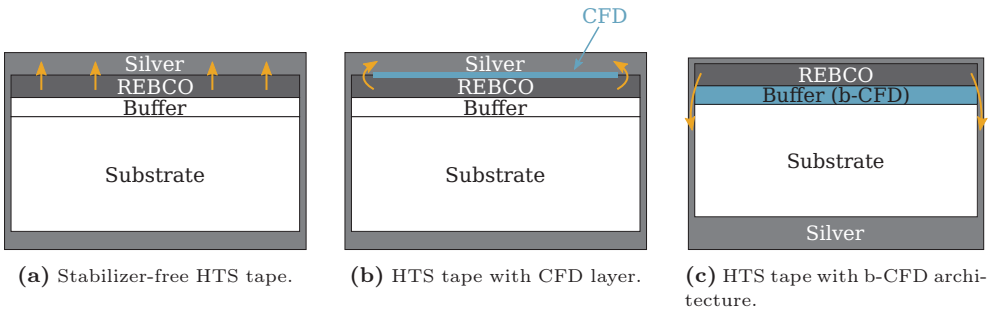 CFD
Silver
REBCO
Buffer
Substrate
(a) Stabilizer-free HTS tape.
Silver
REBCO
Buffer
Substrate
(b) HTS tape with CFD layer.
REBCO
Buffer (b-CFD)
Substrate
Silver
(c) HTS tape with b-CFD archi-
tecture.